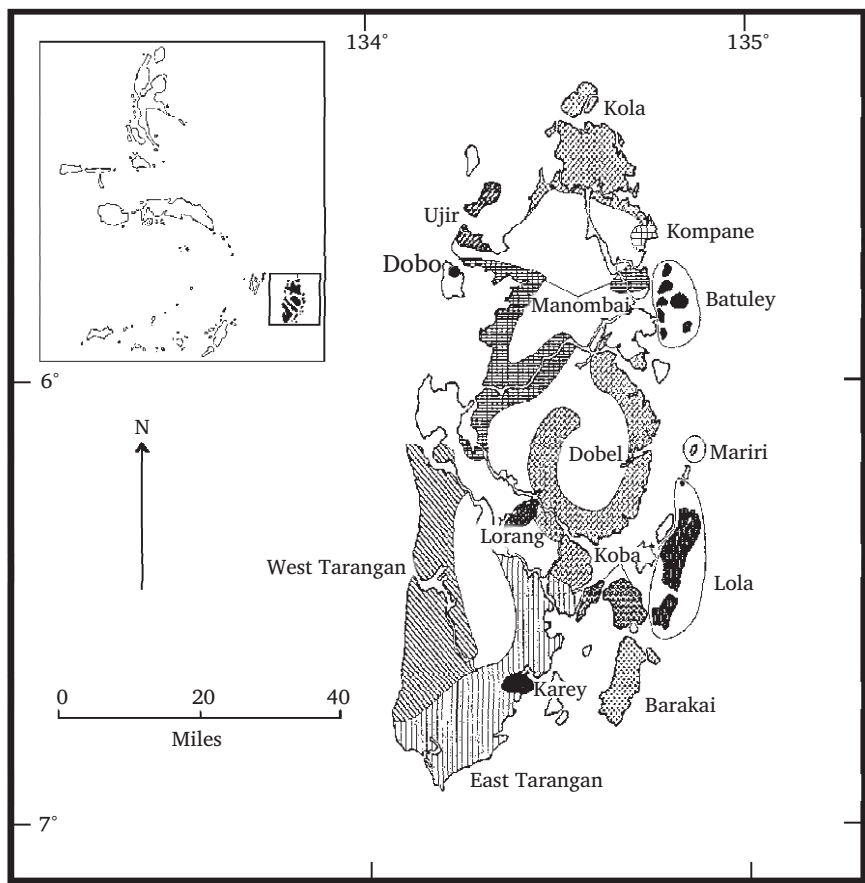 134° 135°
Kola
Ujir
Kompane
Dobo
Manombai
Batuley
6°
N
Dobel
Mariri
Lorang
Koba
West Tarangan
Lola
0 20 40
Karey
Barakai
Miles
East Tarangan
7°